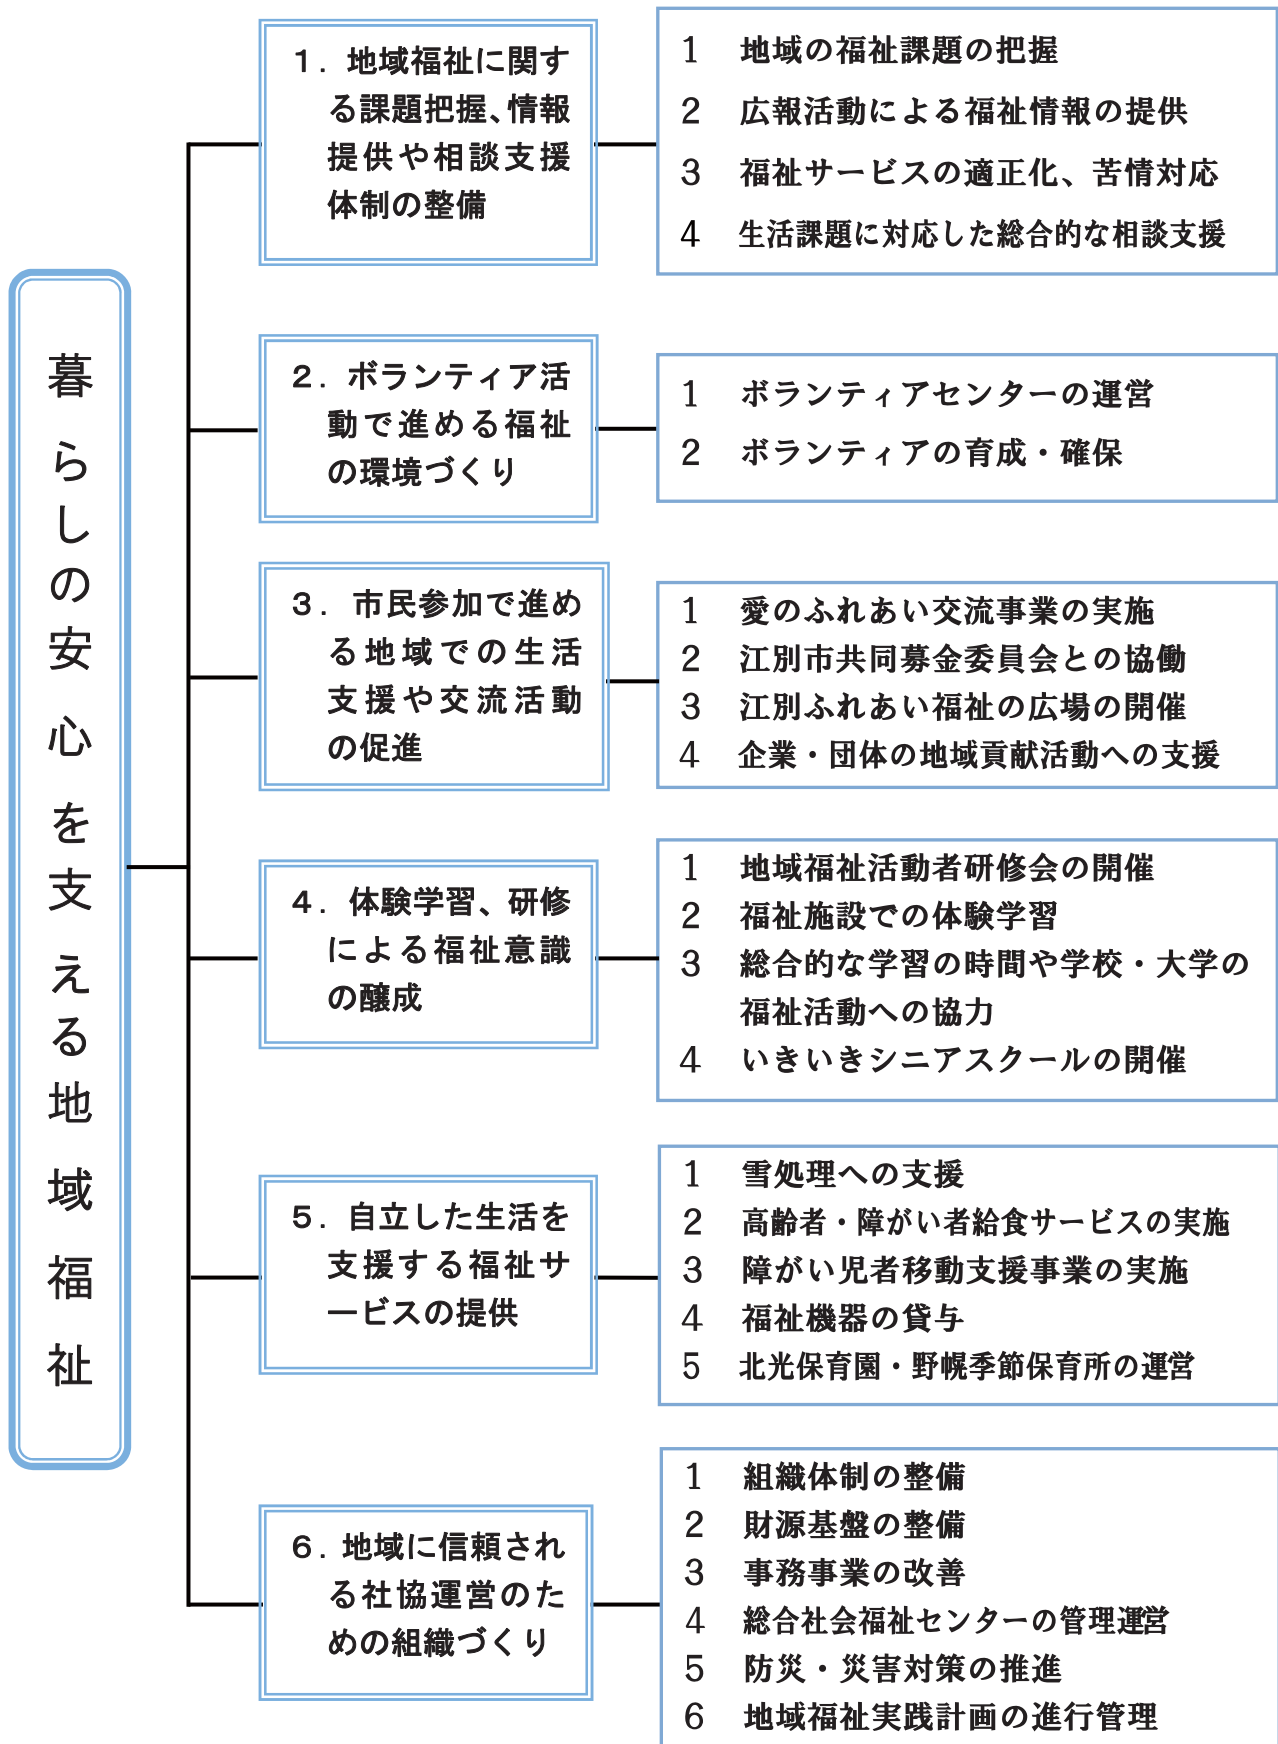 暮らしの安心を支える地域福祉
1．地域福祉に関す
る課題把握、情報
提供や相談支援
体制の整備
1　地域の福祉課題の把握
2　広報活動による福祉情報の提供
3　福祉サービスの適正化、苦情対応
4　生活課題に対応した総合的な相談支援
2．ボランティア活
動で進める福祉
の環境づくり
1　ボランティアセンターの運営
2　ボランティアの育成・確保
3．市民参加で進め
る地域での生活
支援や交流活動
の促進
1　愛のふれあい交流事業の実施
2　江別市共同募金委員会との協働
3　江別ふれあい福祉の広場の開催
4　企業・団体の地域貢献活動への支援
4．体験学習、研修
による福祉意識
の醸成
1　地域福祉活動者研修会の開催
2　福祉施設での体験学習
3　総合的な学習の時間や学校・大学の
福祉活動への協力
4　いきいきシニアスクールの開催
5．自立した生活を
支援する福祉サ
ービスの提供
1　雪処理への支援
2　高齢者・障がい者給食サービスの実施
3　障がい児者移動支援事業の実施
4　福祉機器の貸与
5　北光保育園・野幌季節保育所の運営
6．地域に信頼され
る社協運営のた
めの組織づくり
1　組織体制の整備
2　財源基盤の整備
3　事務事業の改善
4　総合社会福祉センターの管理運営
5　防災・災害対策の推進
6　地域福祉実践計画の進行管理